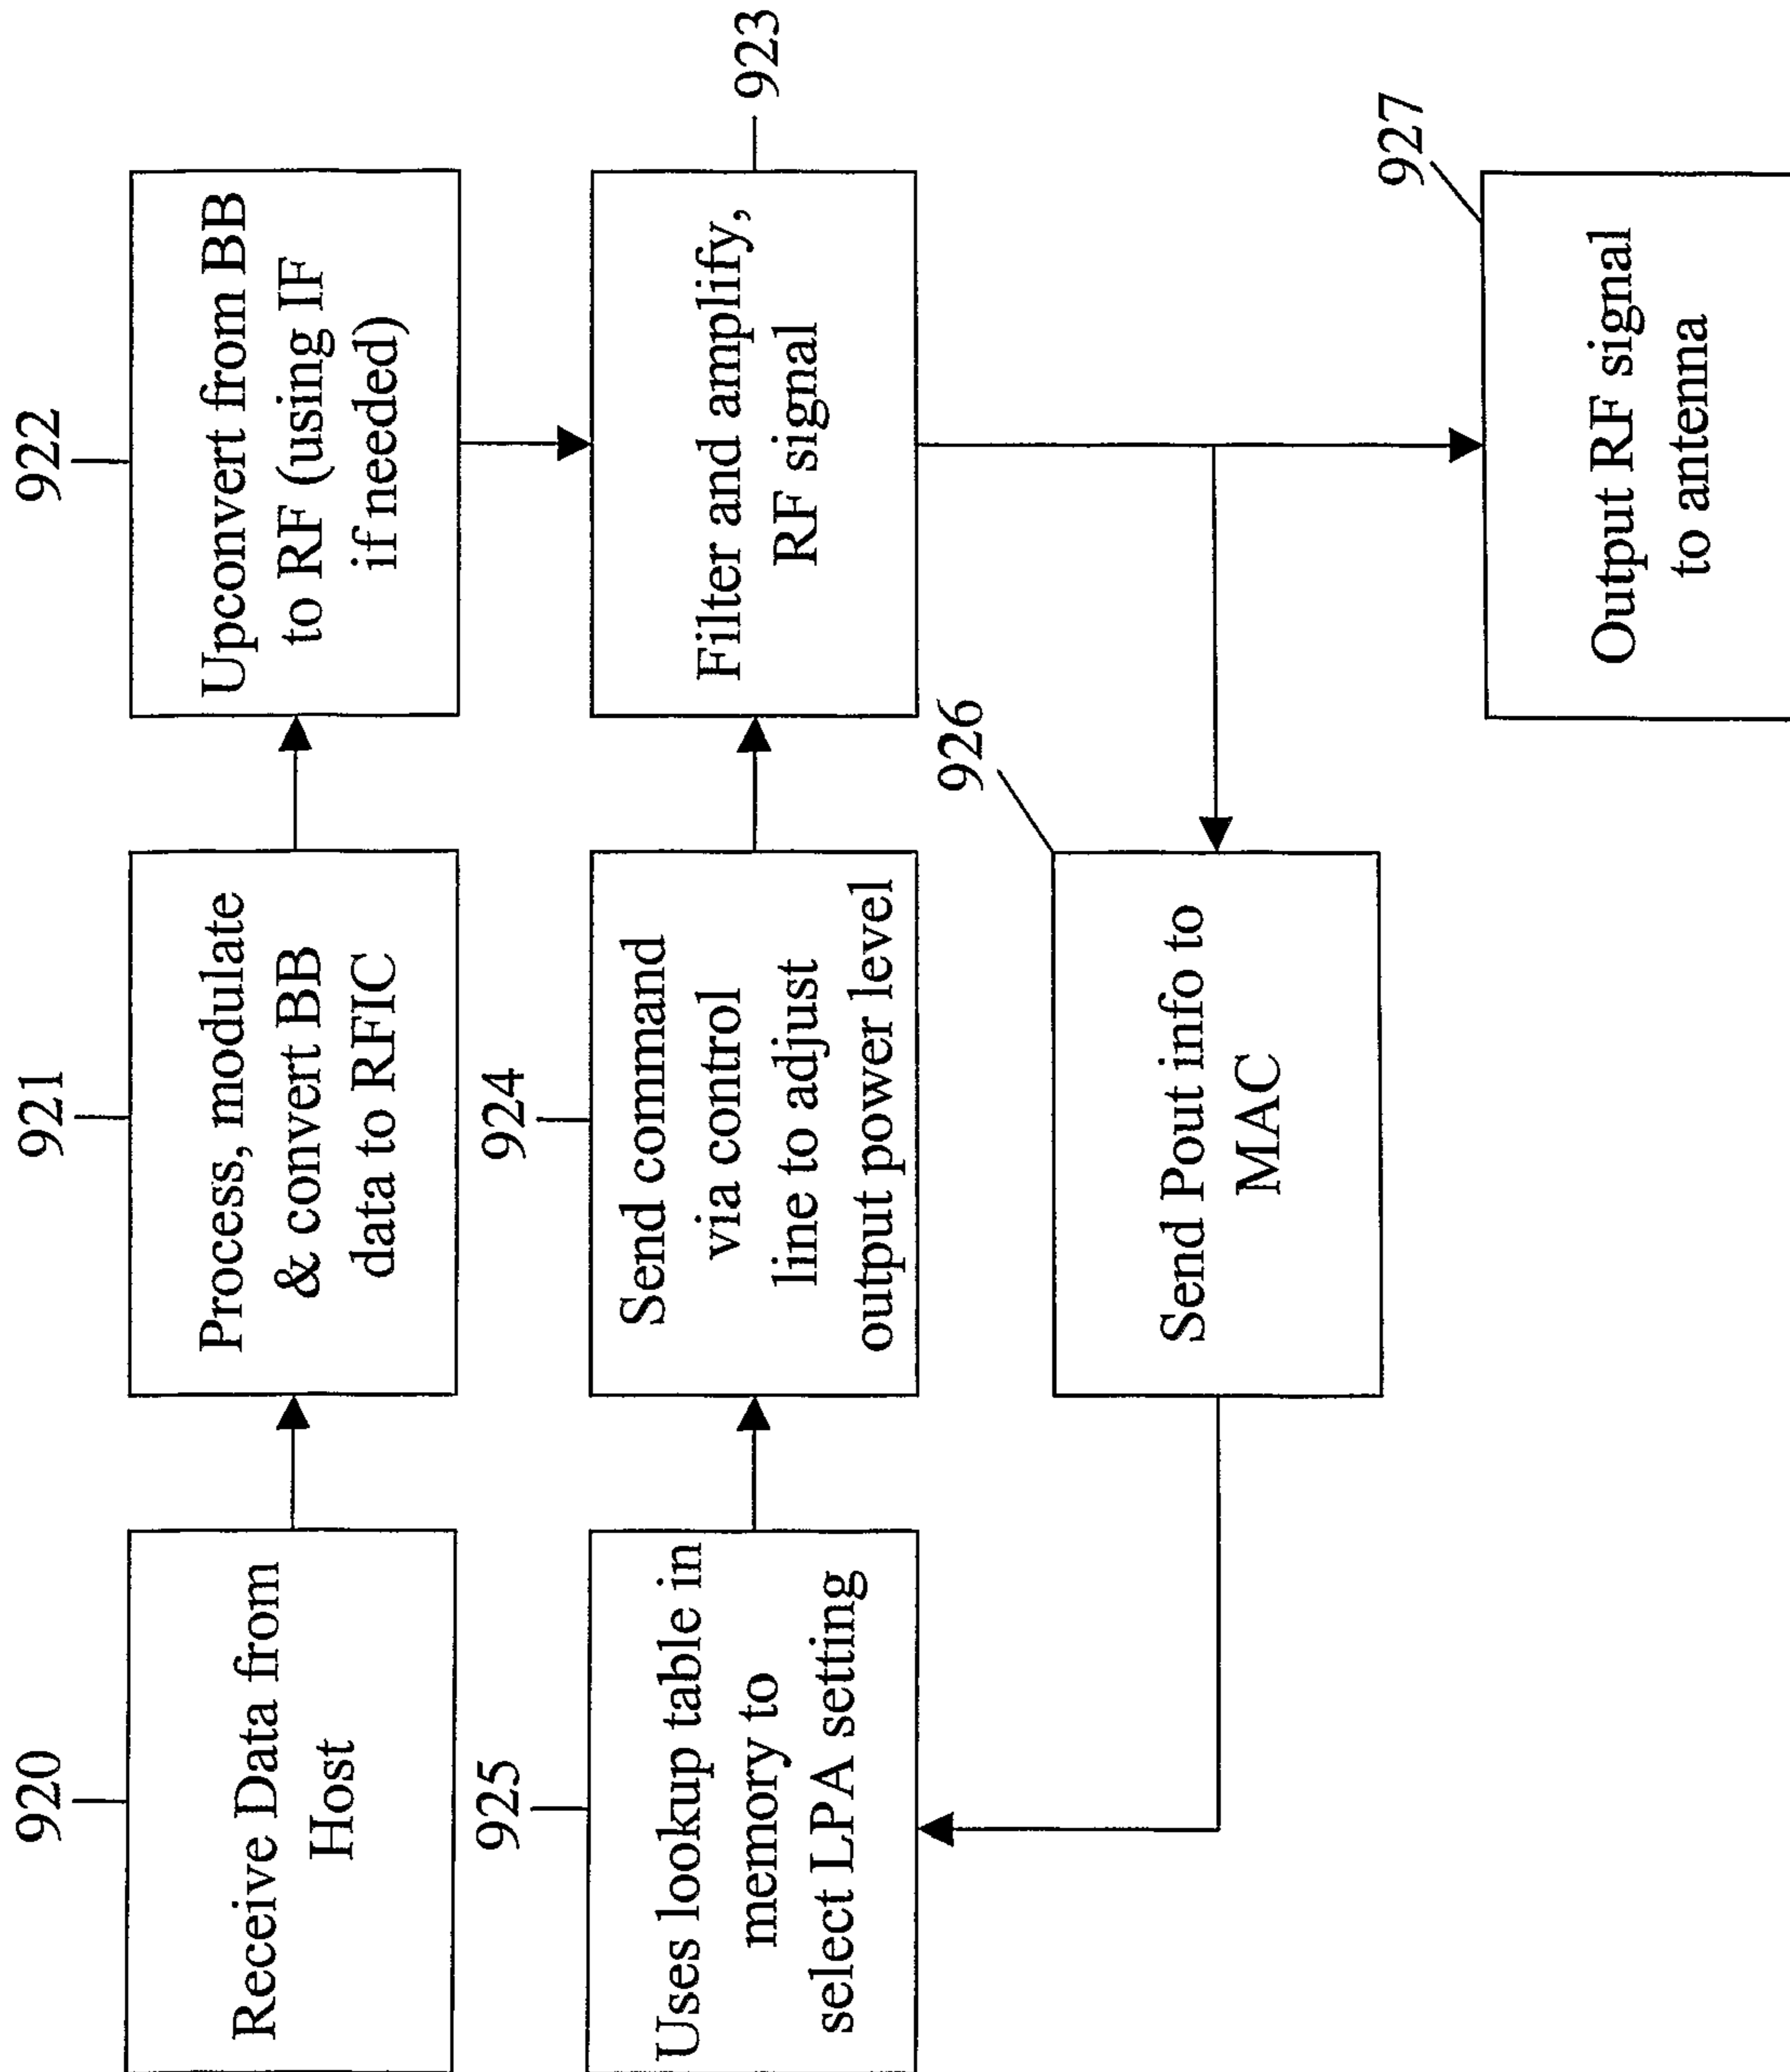 920
Receive Data from
Host
921
Process, modulate
& convert BB
data to RFIC
922
Upconvert from BB
to RF (using IF
if needed)
925
Uses lookup table in
memory to
select LPA setting
924
Send command
via control
line to adjust
output power level
923
Filter and amplify,
RF signal
926
Send Pout info to
MAC
927
Output RF signal
to antenna